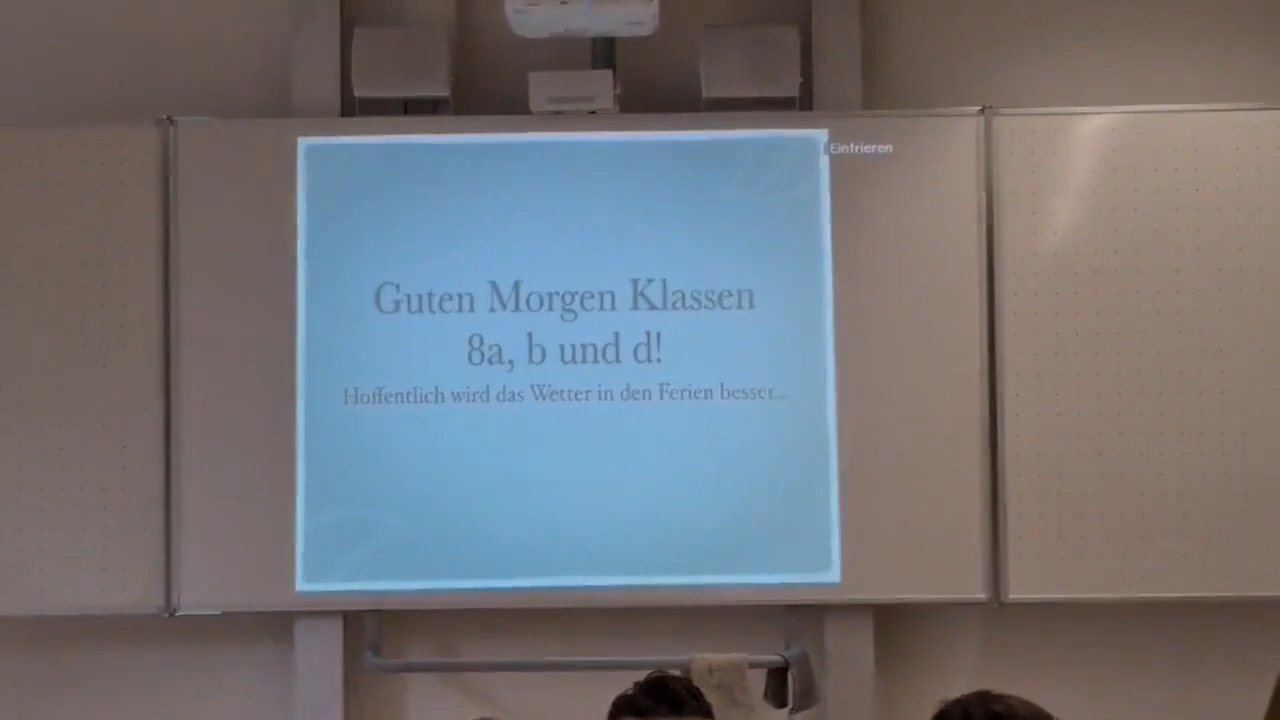 Einfrieren
Guten Morgen Klassen
8a, b und d!
Hoffentlich wird das Wetter in den Ferien besser...